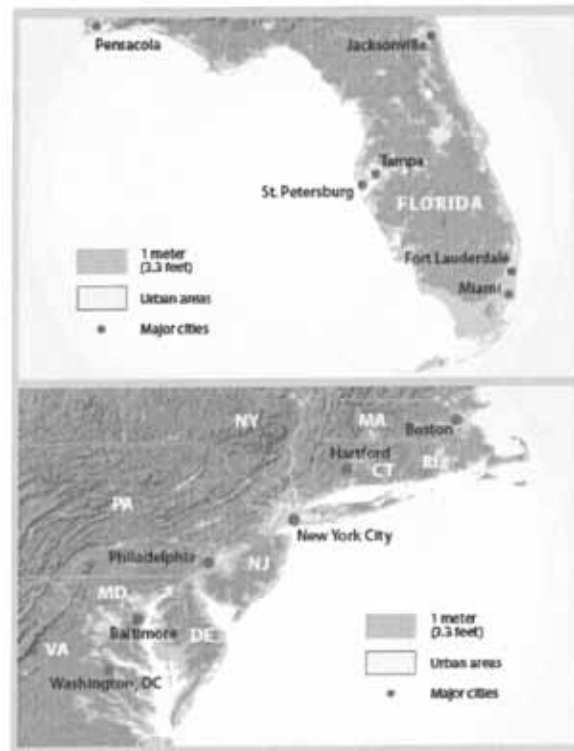 Pensacola
Jacksonville
Tampa
St. Petersburg
FLORIDA
1 meter
(3.3 feet)
Fort Lauderdale
Urban areas
Miami
Major cities
NY
MA
Boston
Hartford
CT
RI
PA
New York City
Philadelphia
NJ
MD
1 meter
(3.3 feet)
Baltimore
DE
VA
Urban areas
Washington, DC
Major cities